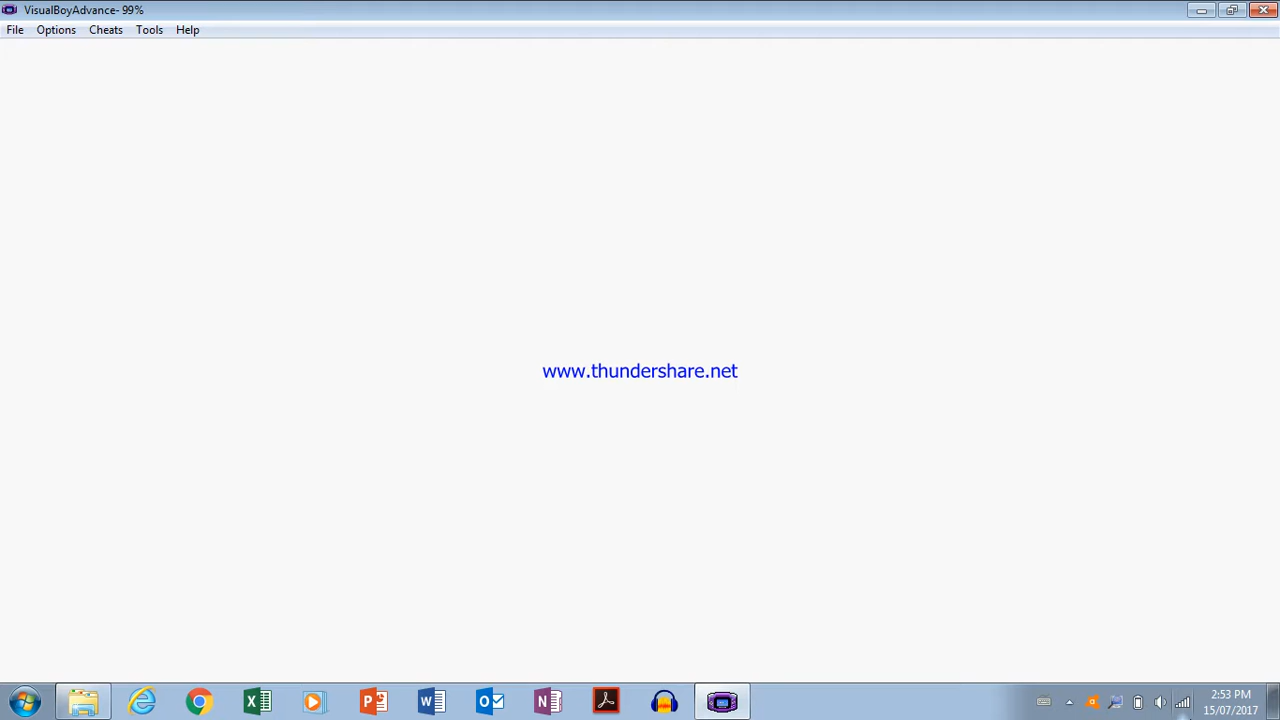 VisualBoyAdvance- 99%
File Options Cheats Tools Help
www.thundershare.net
2:53 PM
15/07/2017